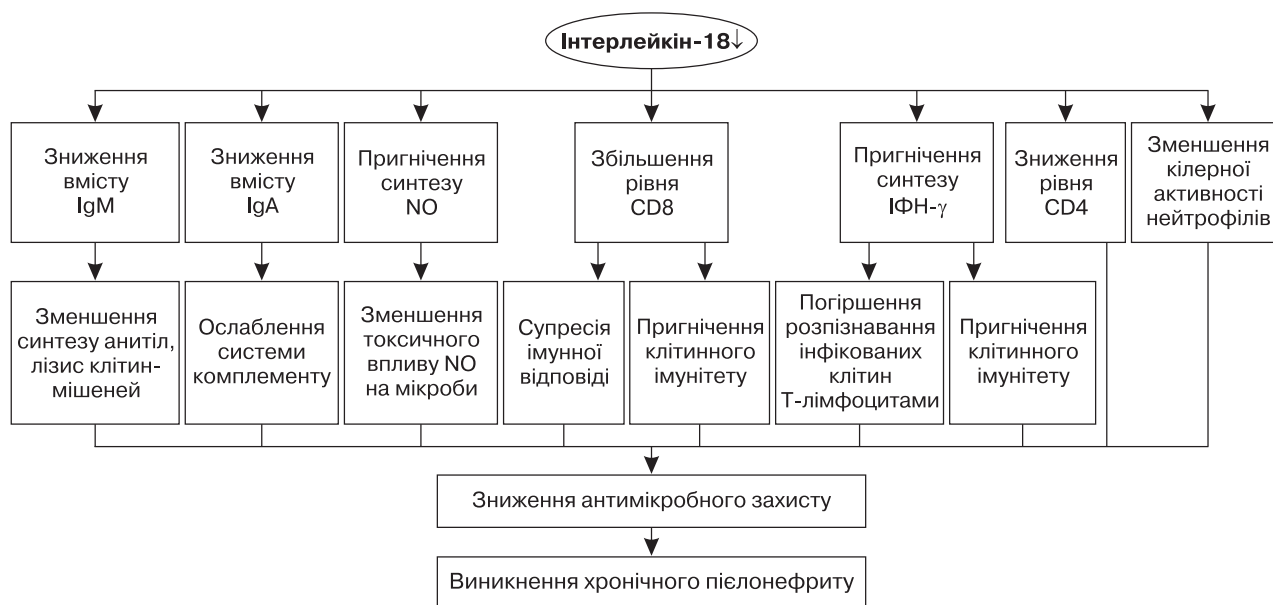 Інтерлейкін-18↓
Зниження
вмісту
IgM
Зниження
вмісту
IgA
Пригнічення
синтезу
NO
Збільшення
рівня
CD8
Пригнічення
синтезу
ІФН-γ
Зниження
рівня
CD4
Зменшення
кілерної
активності
нейтрофілів
Зменшення
синтезу анитіл,
лізис клітин-
мішеней
Ослаблення
системи
комплементу
Зменшення
токсичного
впливу NO
на мікроби
Супресія
імунної
відповіді
Пригнічення
клітинного
імунітету
Погіршення
розпізнавання
інфікованих
клітин
Т-лімфоцитами
Пригнічення
клітинного
імунітету
Зниження антимікробного захисту
Виникнення хронічного пієлонефриту